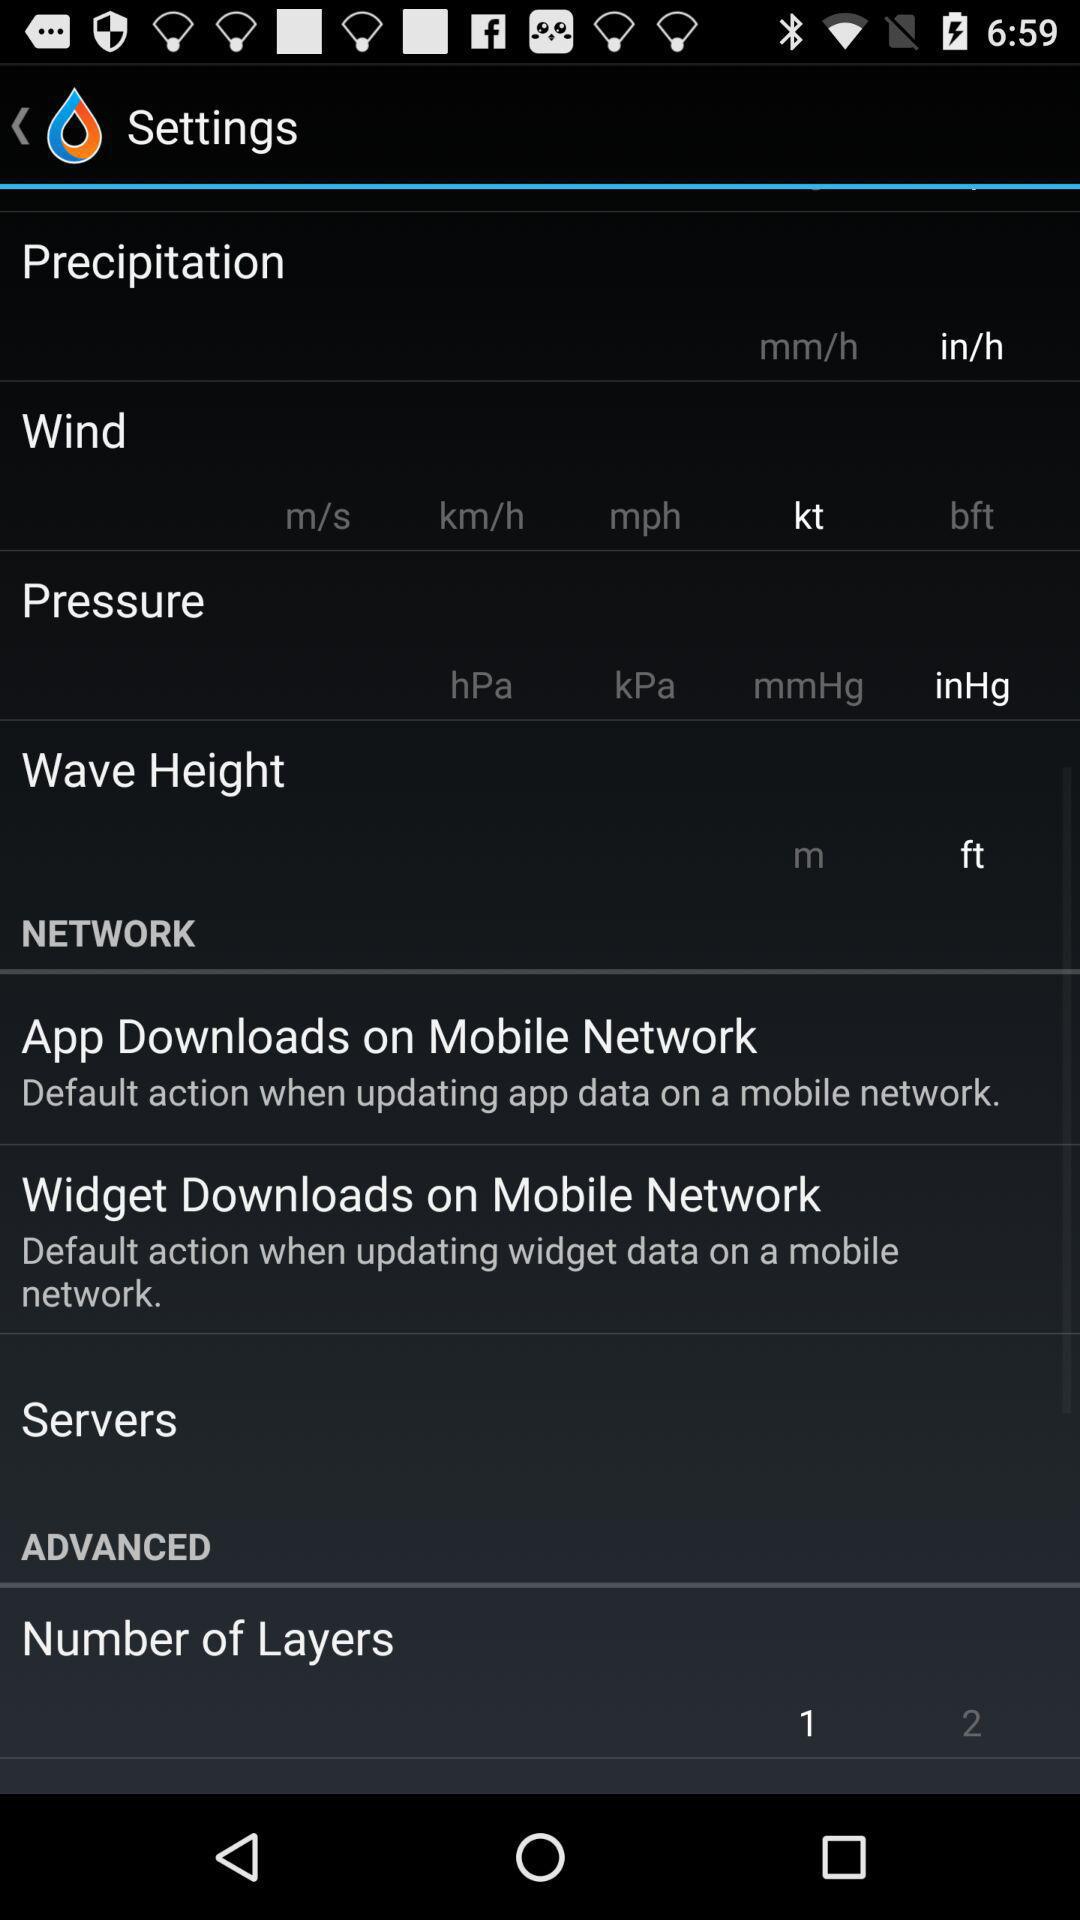 6:59
Settings
Precipitation
mm/h in/h
Wind
m/s km/h mph kt bft
Pressure
hPa kPa mmHg inHg
Wave Height
m ft
NETWORK
App Downloads on Mobile Network
Default action when updating app data on a mobile network.
Widget Downloads on Mobile Network
Default action when updating widget data on a mobile
network.
Servers
ADVANCED
Number of Layers
1 2